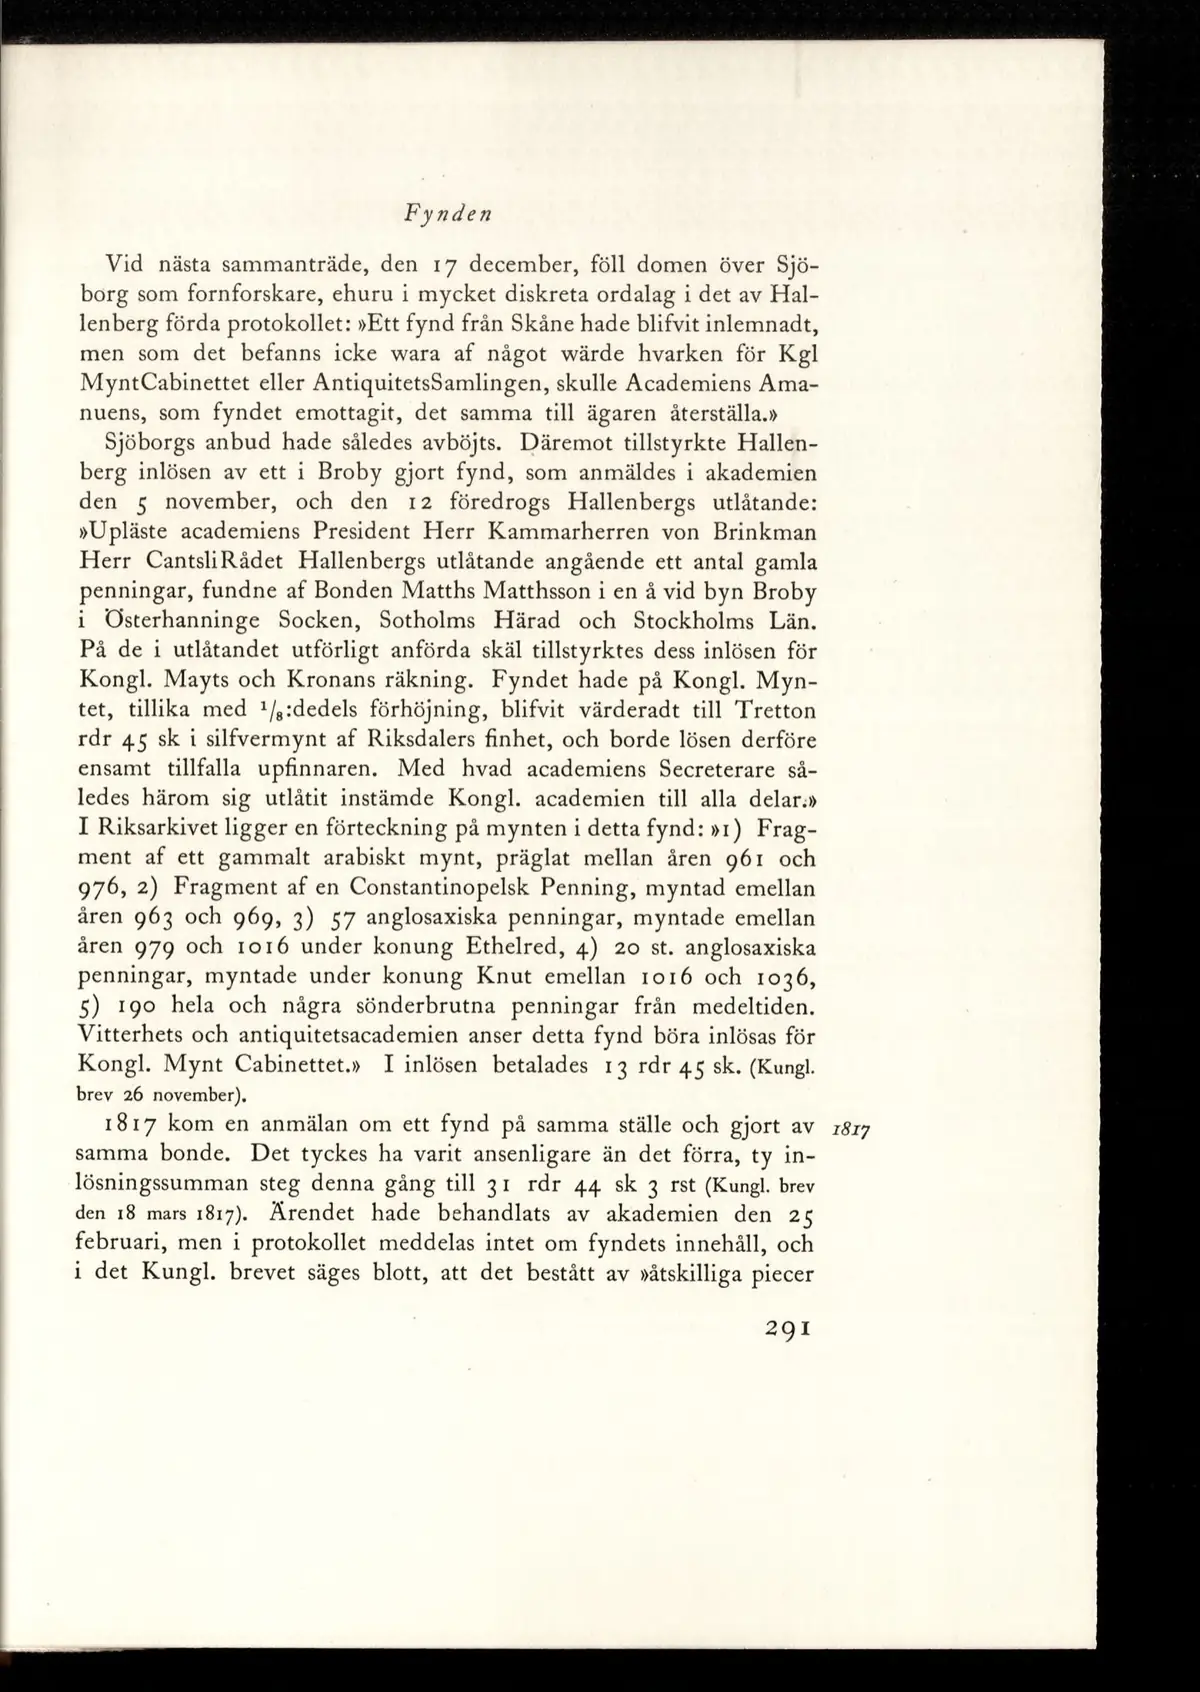 Fynden
Vid nästa sammanträde, den 17 december, föll domen över Sjö-
borg som fornforskare, ehuru i mycket diskreta ordalag i det av Hal-
lenberg förda protokollet: »Ett fynd från Skåne hade blifvit inlemnadt,
men som det befanns icke wara af något wärde hvarken för Kgl
MyntCabinettet eller AntiquitetsSamlingen, skulle Academiens Ama-
nuens, som fyndet emottagit, det samma till ägaren återställa.»
Sjöborgs anbud hade således avböjts. Däremot tillstyrkte Hallen-
berg inlösen av ett i Broby gjort fynd, som anmäldes i akademien
den 5 november, och den 12 föredrogs Hallenbergs utlåtande:
»Upläste academiens President Herr Kammarherren von Brinkman
Herr CantsliRådet Hallenbergs utlåtande angående ett antal gamla
penningar, fundne af Bonden Matths Matthsson i en å vid byn Broby
i Österhanninge Socken, Sotholms Härad och Stockholms Län.
På de i utlåtandet utförligt anförda skäl tillstyrktes dess inlösen för
Kongl. Mayts och Kronans räkning. Fyndet hade på Kongl. Myn-
tet, tillika med 1/8:dedels förhöjning, blifvit värderadt till Tretton
rdr 45 sk i silfvermynt af Riksdalers finhet, och borde lösen derföre
ensamt tillfalla upfinnaren. Med hvad academiens Secreterare så-
ledes härom sig utlåtit instämde Kongl. academien till alla delar.»
I Riksarkivet ligger en förteckning på mynten i detta fynd: »1) Frag-
ment af ett gammalt arabiskt mynt, präglat mellan åren 961 och
976, 2) Fragment af en Constantinopelsk Penning, myntad emellan
åren 963 och 969, 3) 57 anglosaxiska penningar, myntade emellan
åren 979 och 1016 under konung Ethelred, 4) 20 st. anglosaxiska
penningar, myntade under konung Knut emellan 1016 och 1036,
5) 190 hela och några sönderbrutna penningar från medeltiden.
Vitterhets och antiquitetsacademien anser detta fynd böra inlösas för
Kongl. Mynt Cabinettet.» I inlösen betalades 13 rdr 45 sk. (Kungl.
brev 26 november).
1817 kom en anmälan om ett fynd på samma ställe och gjort av 1817
samma bonde. Det tyckes ha varit ansenligare än det förra, ty in-
lösningssumman steg denna gång till 31 rdr 44 sk 3 rst (Kungl. brev
den 18 mars 1817). Ärendet hade behandlats av akademien den 25
februari, men i protokollet meddelas intet om fyndets innehåll, och
i det Kungl. brevet säges blott, att det bestått av »åtskilliga piecer
291